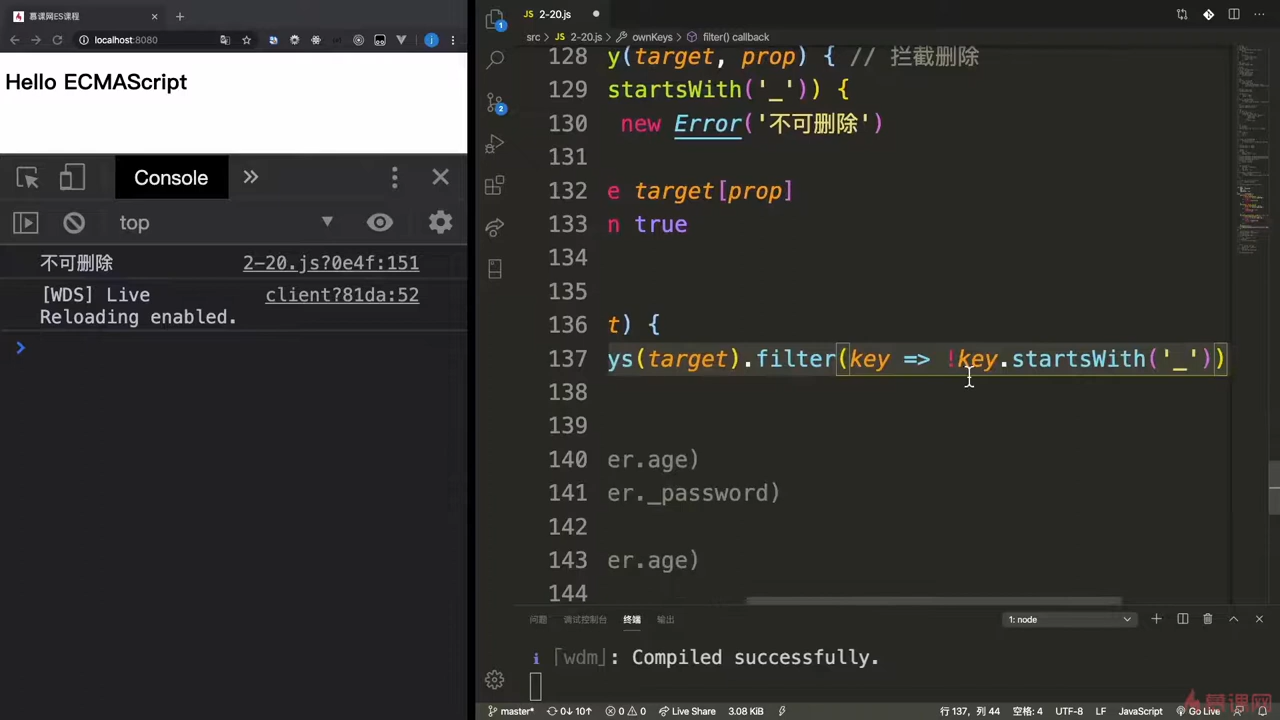 慕课网ES课程
localhost:8080
Hello ECMAScript
Console
top
不可删除 2-20.js?0e4f:151
[WDS] Live client?81da:52
Reloading enabled.
2-20.js
src > JS 2-20.js > ownKeys > filter() callback
128 y(target, prop) { // 拦截删除
129 startsWith('_')) {
130 new Error('不可删除')
131
132 e target[prop]
133 n true
134
135
136 t) {
137 ys(target).filter(key => !key.startsWith('_'))
138
139
140 er.age)
141 er._password)
142
143 er.age)
144
问题 调试控制台 终端 输出 1: node
i ｢wdm｣: Compiled successfully.
master* 0↓ 10↑ 0 0 Live Share 3.08 KiB 行 137, 列 44 空格: 4 UTF-8 LF JavaScript Go Live
慕课网